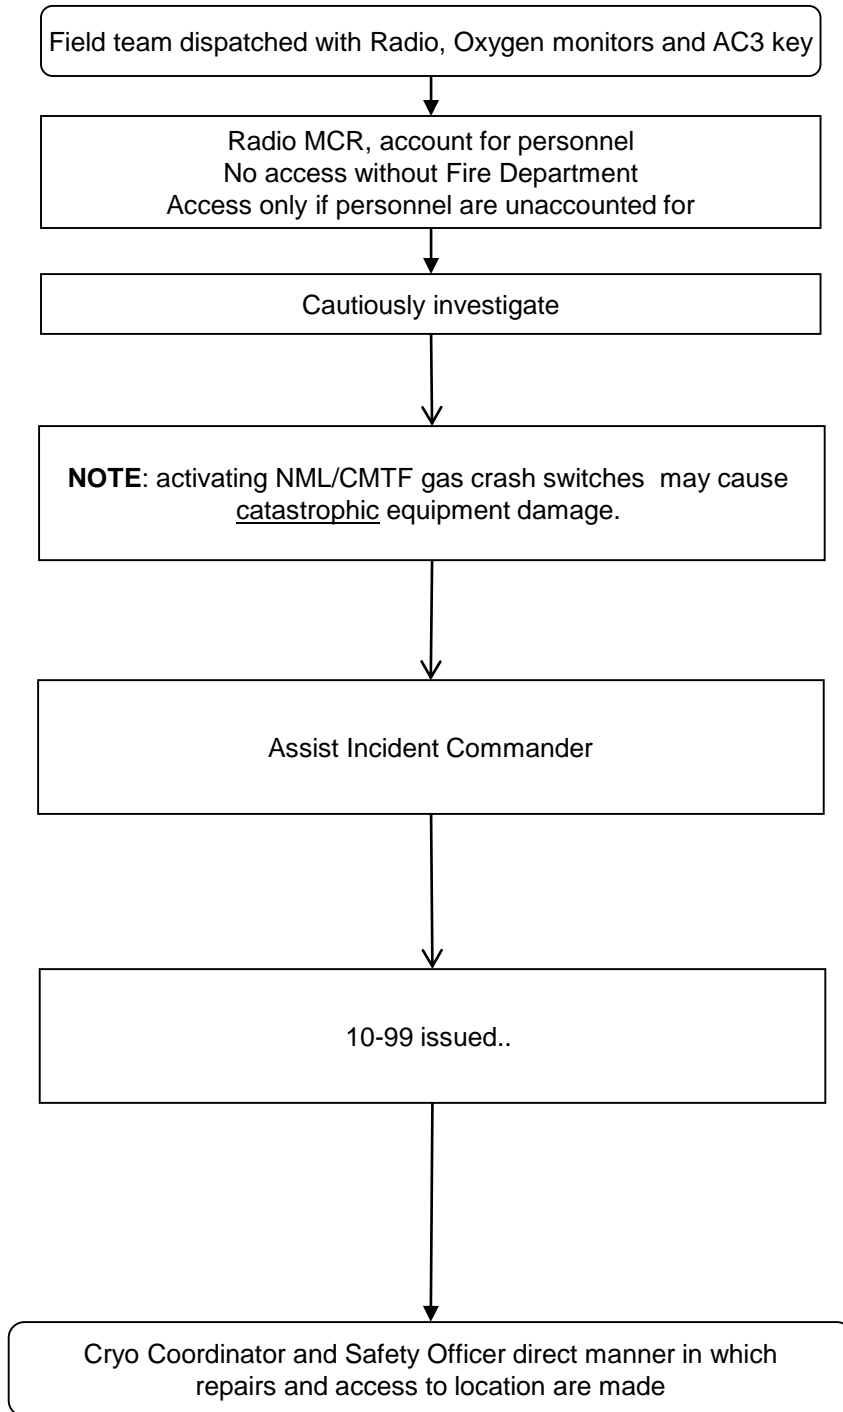 Field team dispatched with Radio, Oxygen monitors and AC3 key
Radio MCR, account for personnel
No access without Fire Department
Access only if personnel are unaccounted for
Cautiously investigate
NOTE: activating NML/CMTF gas crash switches  may cause
catastrophic equipment damage.
Assist Incident Commander
10-99 issued..
Cryo Coordinator and Safety Officer direct manner in which
repairs and access to location are made